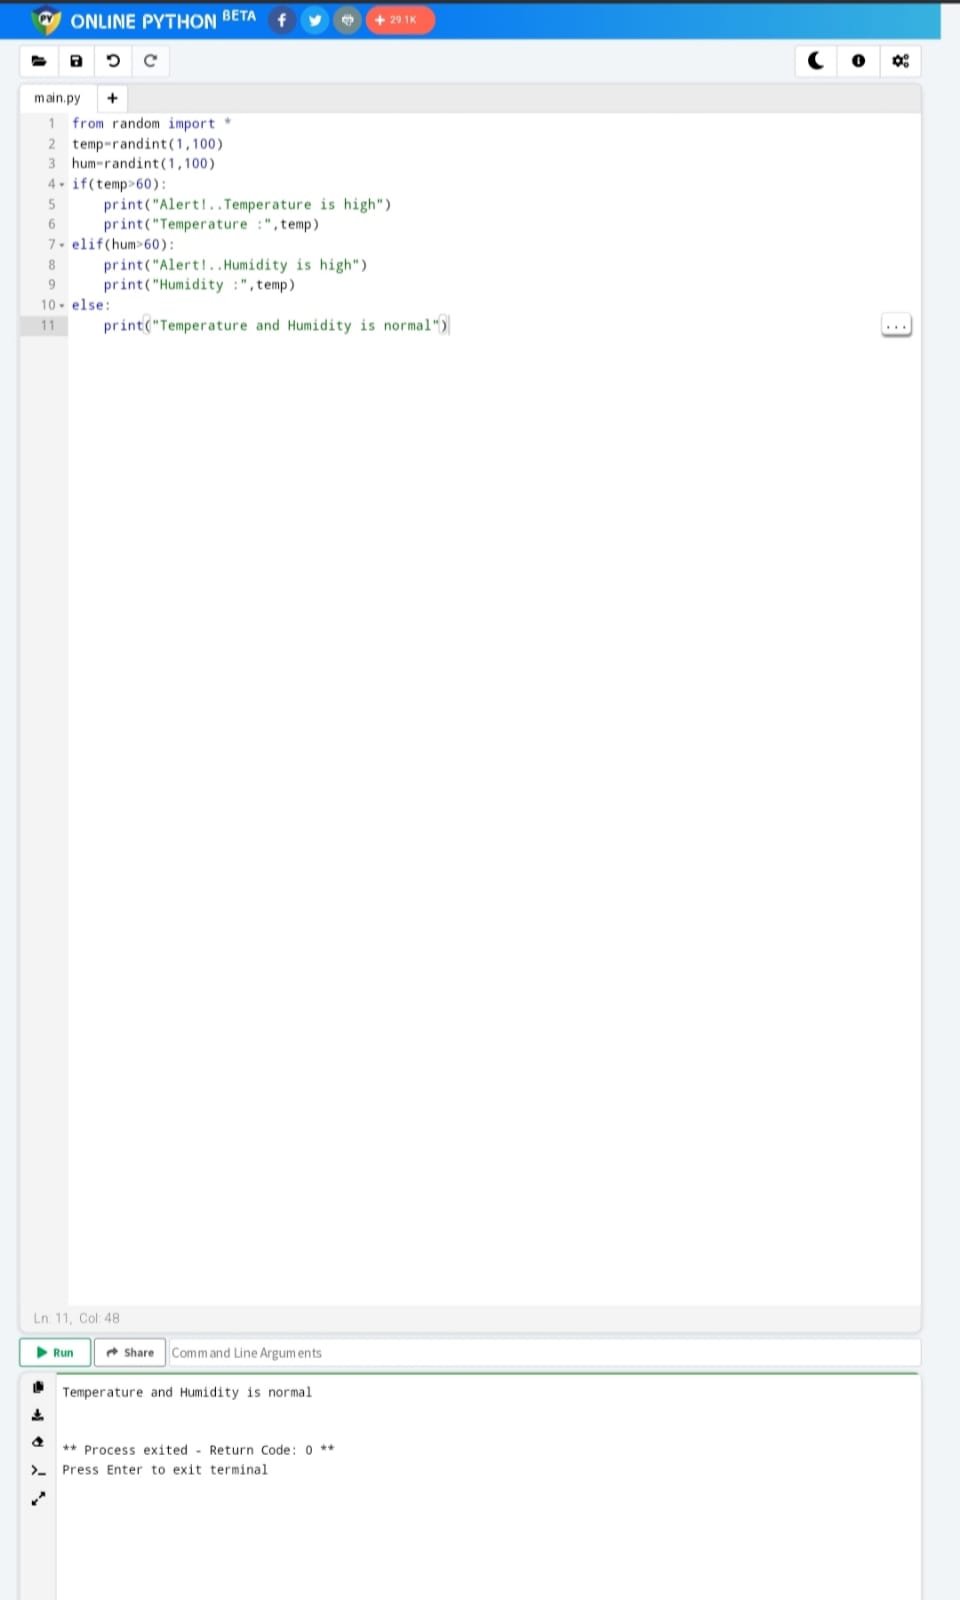 ONLINE PYTHON BETA
29.1K
main.py
1 from random import *
2 temp=randint(1,100)
3 hum=randint(1,100)
4 if(temp>60):
5 print("Alert!..Temperature is high")
6 print("Temperature :",temp)
7 elif(hum>60):
8 print("Alert!..Humidity is high")
9 print("Humidity :",temp)
10 else:
11 print("Temperature and Humidity is normal")
...
Ln: 11, Col: 48
Run Share Command Line Arguments
Temperature and Humidity is normal
** Process exited - Return Code: 0 **
Press Enter to exit terminal